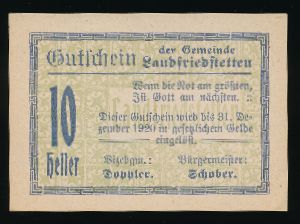 Gutschein der Gemeinde
Landfriedstetten
Wenn die Not am größten,
Ist Gott am nächsten. ::
Dieser Gutschein wird bis 31. De-
zember 1920 in gesetzlichem Gelde
eingelöst.
10
Heller
Vizebgm.: Bürgermeister:
Doppler. Schober.